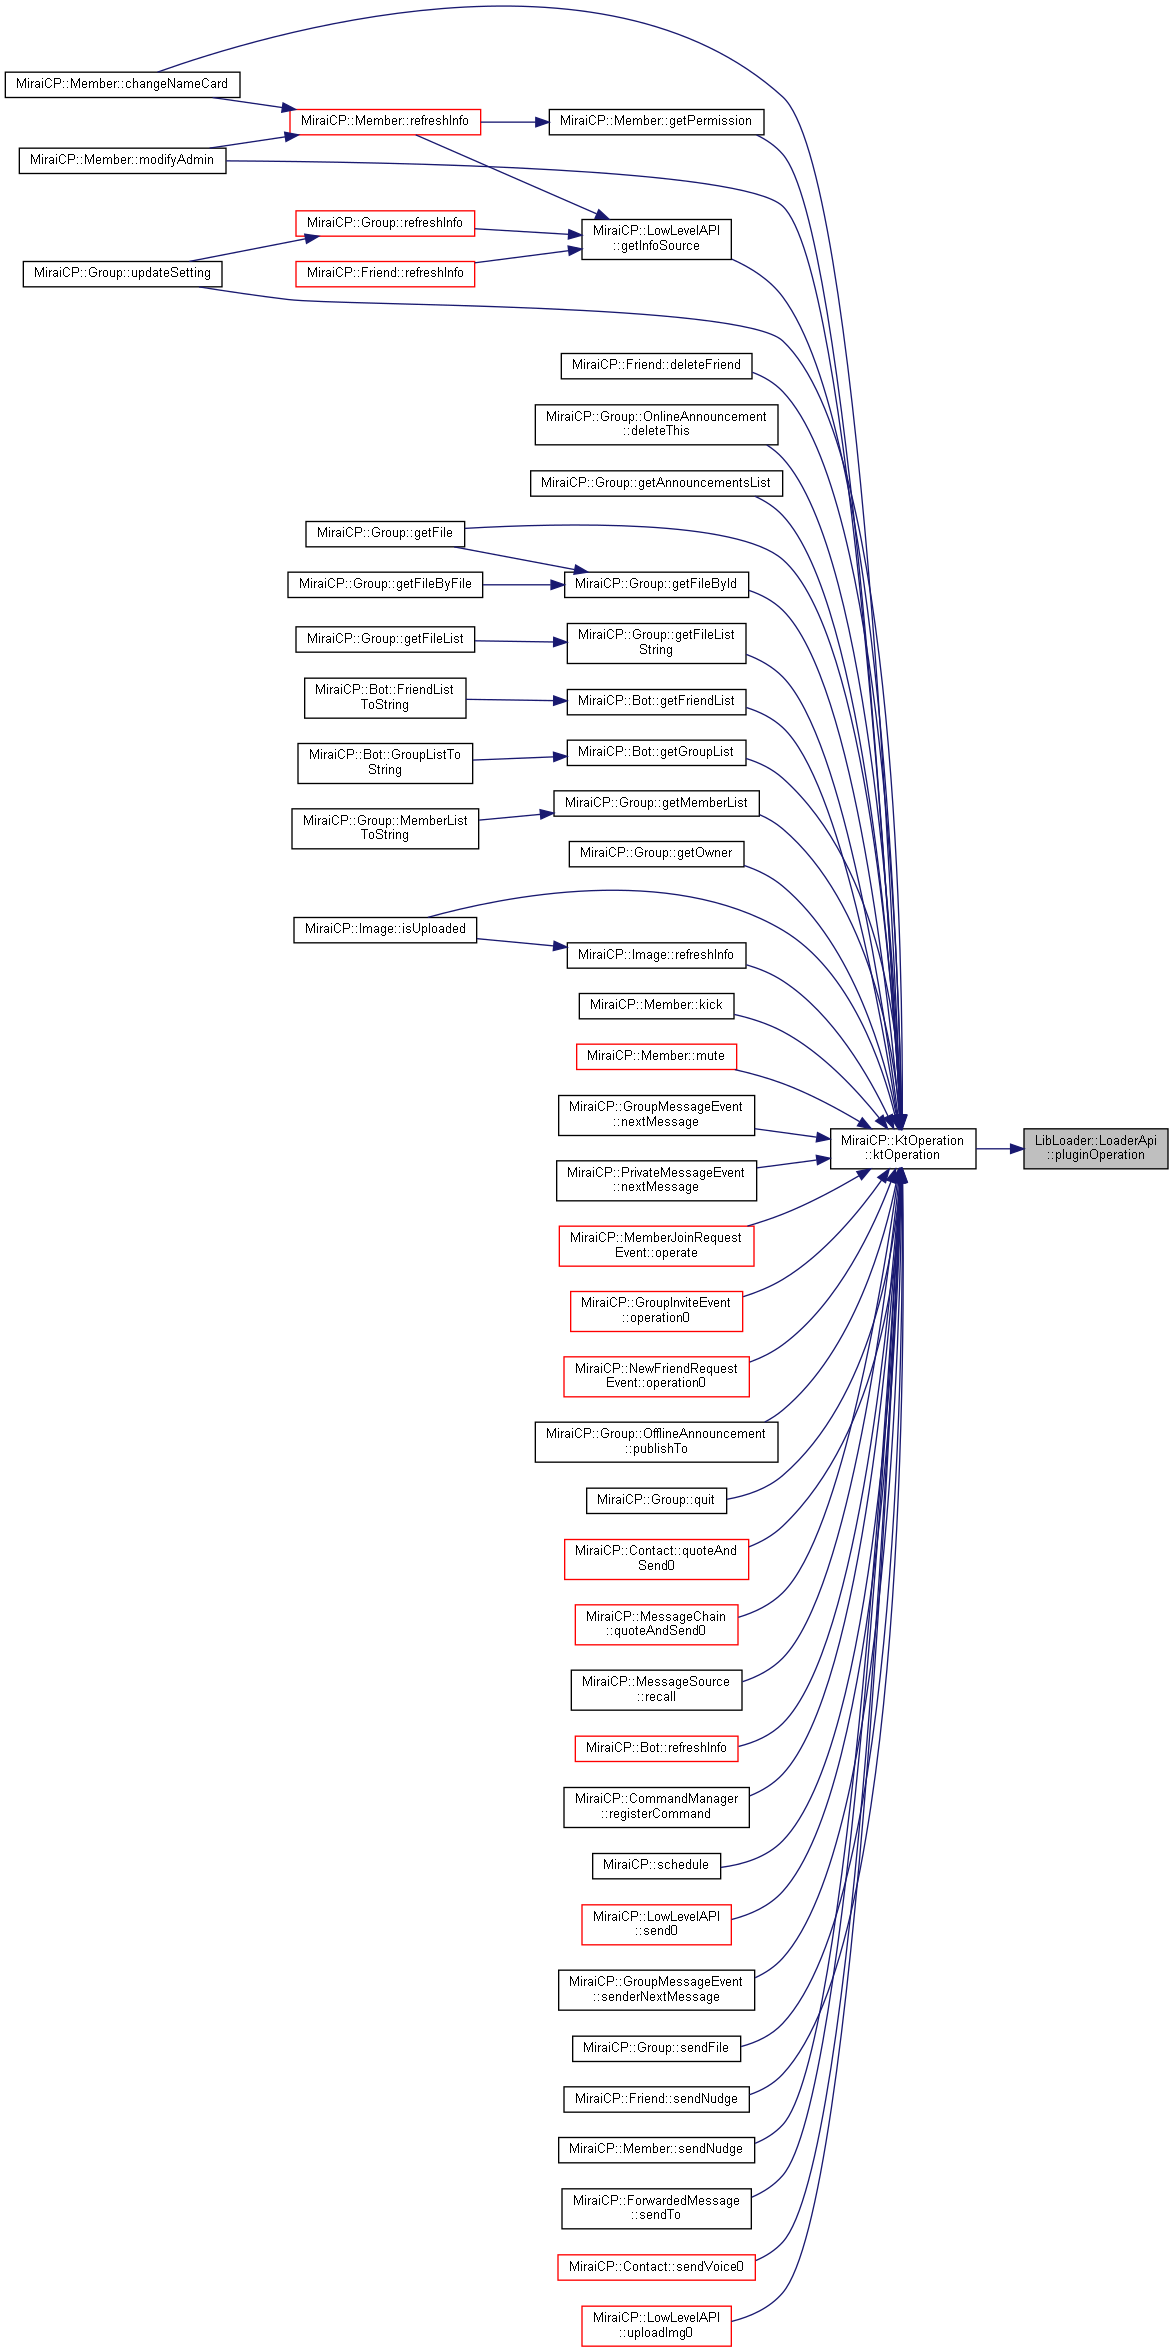 MiraiCP::Member::changeNameCard
MiraiCP::Member::refreshInfo
MiraiCP::Member::getPermission
MiraiCP::Member::modifyAdmin
MiraiCP::Group::refreshInfo
MiraiCP::LowLevelAPI
::getInfoSource
MiraiCP::Group::updateSetting
MiraiCP::Friend::refreshInfo
MiraiCP::Friend::deleteFriend
MiraiCP::Group::OnlineAnnouncement
::deleteThis
MiraiCP::Group::getAnnouncementsList
MiraiCP::Group::getFile
MiraiCP::Group::getFileByFile
MiraiCP::Group::getFileById
MiraiCP::Group::getFileList
MiraiCP::Group::getFileList
String
MiraiCP::Bot::FriendList
ToString
MiraiCP::Bot::getFriendList
MiraiCP::Bot::GroupListTo
String
MiraiCP::Bot::getGroupList
MiraiCP::Group::MemberList
ToString
MiraiCP::Group::getMemberList
MiraiCP::Group::getOwner
MiraiCP::Image::isUploaded
MiraiCP::Image::refreshInfo
MiraiCP::Member::kick
MiraiCP::Member::mute
MiraiCP::GroupMessageEvent
::nextMessage
MiraiCP::KtOperation
::ktOperation
LibLoader::LoaderApi
::pluginOperation
MiraiCP::PrivateMessageEvent
::nextMessage
MiraiCP::MemberJoinRequest
Event::operate
MiraiCP::GroupInviteEvent
::operation0
MiraiCP::NewFriendRequest
Event::operation0
MiraiCP::Group::OfflineAnnouncement
::publishTo
MiraiCP::Group::quit
MiraiCP::Contact::quoteAnd
Send0
MiraiCP::MessageChain
::quoteAndSend0
MiraiCP::MessageSource
::recall
MiraiCP::Bot::refreshInfo
MiraiCP::CommandManager
::registerCommand
MiraiCP::schedule
MiraiCP::LowLevelAPI
::send0
MiraiCP::GroupMessageEvent
::senderNextMessage
MiraiCP::Group::sendFile
MiraiCP::Friend::sendNudge
MiraiCP::Member::sendNudge
MiraiCP::ForwardedMessage
::sendTo
MiraiCP::Contact::sendVoice0
MiraiCP::LowLevelAPI
::uploadImg0